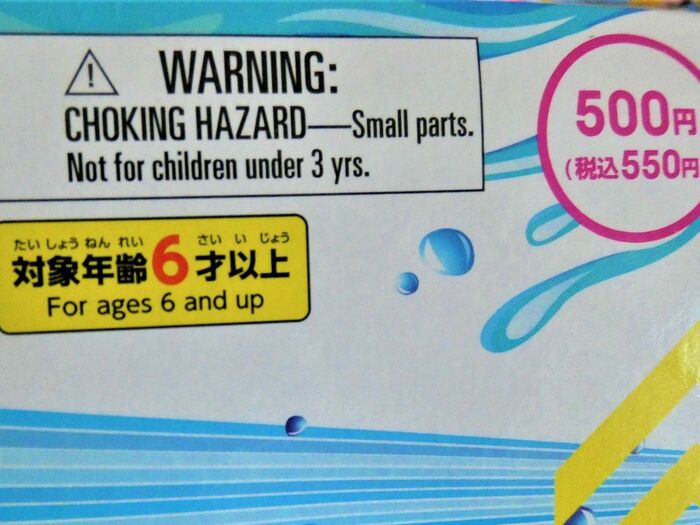 WARNING:
CHOKING HAZARD—Small parts.
Not for children under 3 yrs.
500円
(税込550円
たいしょうねんれい さいいじょう
対象年齢6才以上
For ages 6 and up